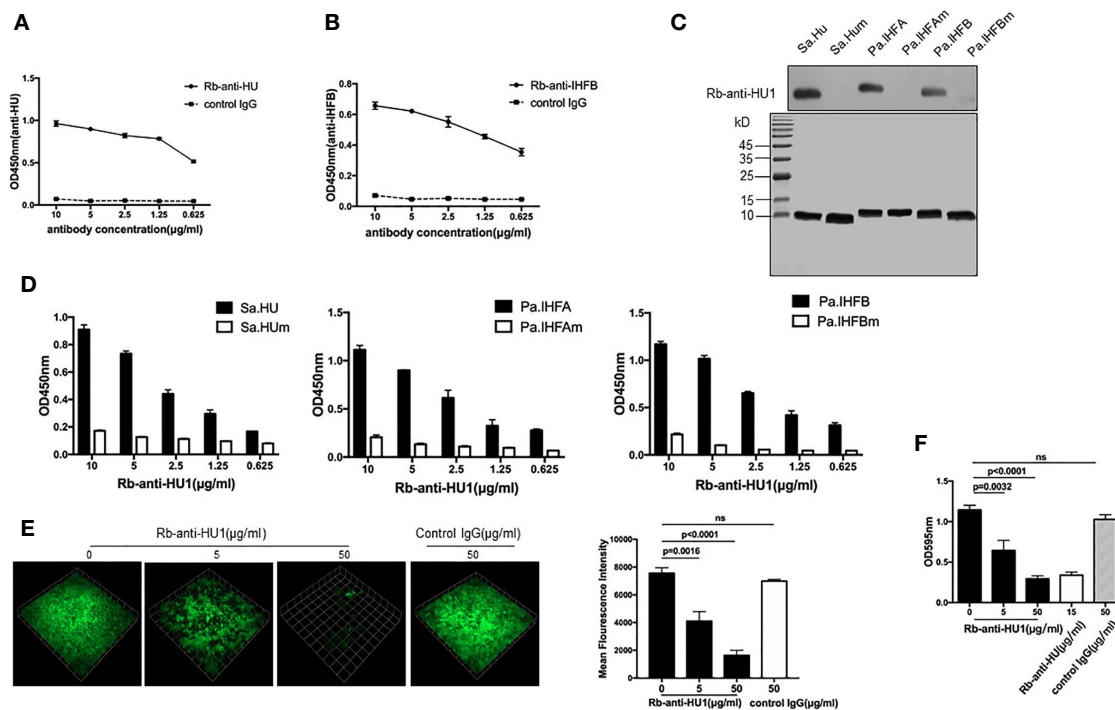 A
OD450nm(anti-HU)
1.5
1.0
0.5
0.0
10 5 2.5 1.25 0.625
antibody concentration(µg/ml)
Rb-anti-HU
control IgG
B
OD450nm(anti-IHFB)
0.8
0.6
0.4
0.2
0.0
10 5 2.5 1.25 0.625
antibody concentration(µg/ml)
Rb-anti-IHFB
control IgG
C
Sa.Hu
Sa.Hum
Pa.IHFA
Pa.IHFAm
Pa.IHFB
Pa.IHFBm
Rb-anti-HU1
kD
45
35
25
15
10
D
OD450nm
1.0
0.8
0.6
0.4
0.2
0.0
10 5 2.5 1.25 0.625
Rb-anti-HU1(µg/ml)
Sa.HU
Sa.HUm
OD450nm
1.5
1.0
0.5
0.0
10 5 2.5 1.25 0.625
Rb-anti-HU1(µg/ml)
Pa.IHFA
Pa.IHFAm
OD450nm
1.5
1.0
0.5
0.0
10 5 2.5 1.25 0.625
Rb-anti-HU1(µg/ml)
Pa.IHFB
Pa.IHFBm
E
Rb-anti-HU1(µg/ml)
0 5 50
Control IgG(µg/ml)
50
Mean Flourescence Intensity
10000
8000
6000
4000
2000
0
ns
p<0.0001
p=0.0016
0 5 50 50
Rb-anti-HU1(µg/ml) control IgG(µg/ml)
F
ns
p<0.0001
p=0.0032
OD595nm
1.5
1.0
0.5
0.0
0 5 50 15 50
Rb-anti-HU1(µg/ml)
Rb-anti-HU(µg/ml)
control IgG(µg/ml)